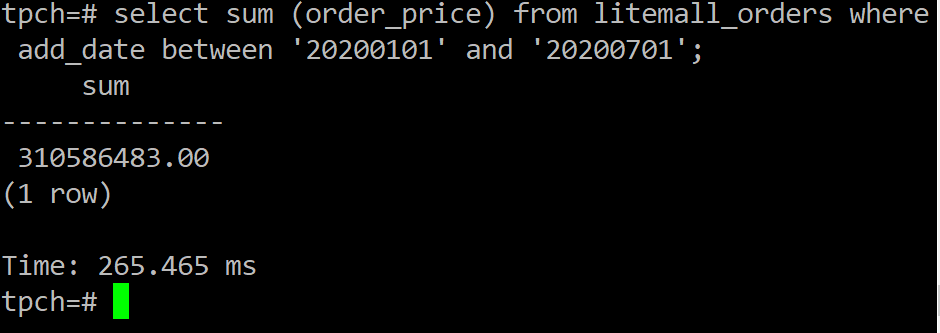 tpch=# select sum (order_price) from litemall_orders where
 add_date between '20200101' and '20200701';
     sum
--------------
 310586483.00
(1 row)

Time: 265.465 ms
tpch=#